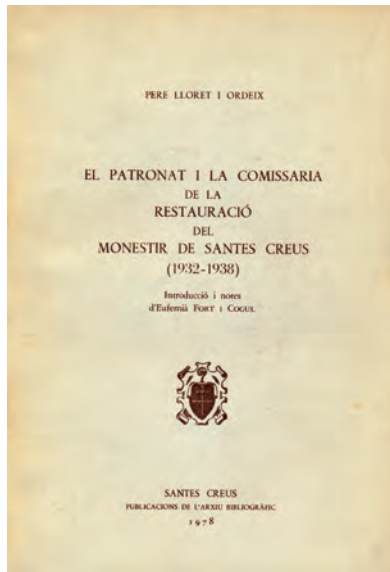 PERE LLORET I ORDEIX
EL PATRONAT I LA COMISSARIA
DE LA
RESTAURACIÓ
DEL
MONESTIR DE SANTES CREUS
(1932-1938)
Introducció i notes
d'Eufemià FORT I COGUL
SANTES CREUS
PUBLICACIONS DE L'ARXIU BIBLIOGRÀFIC
1978